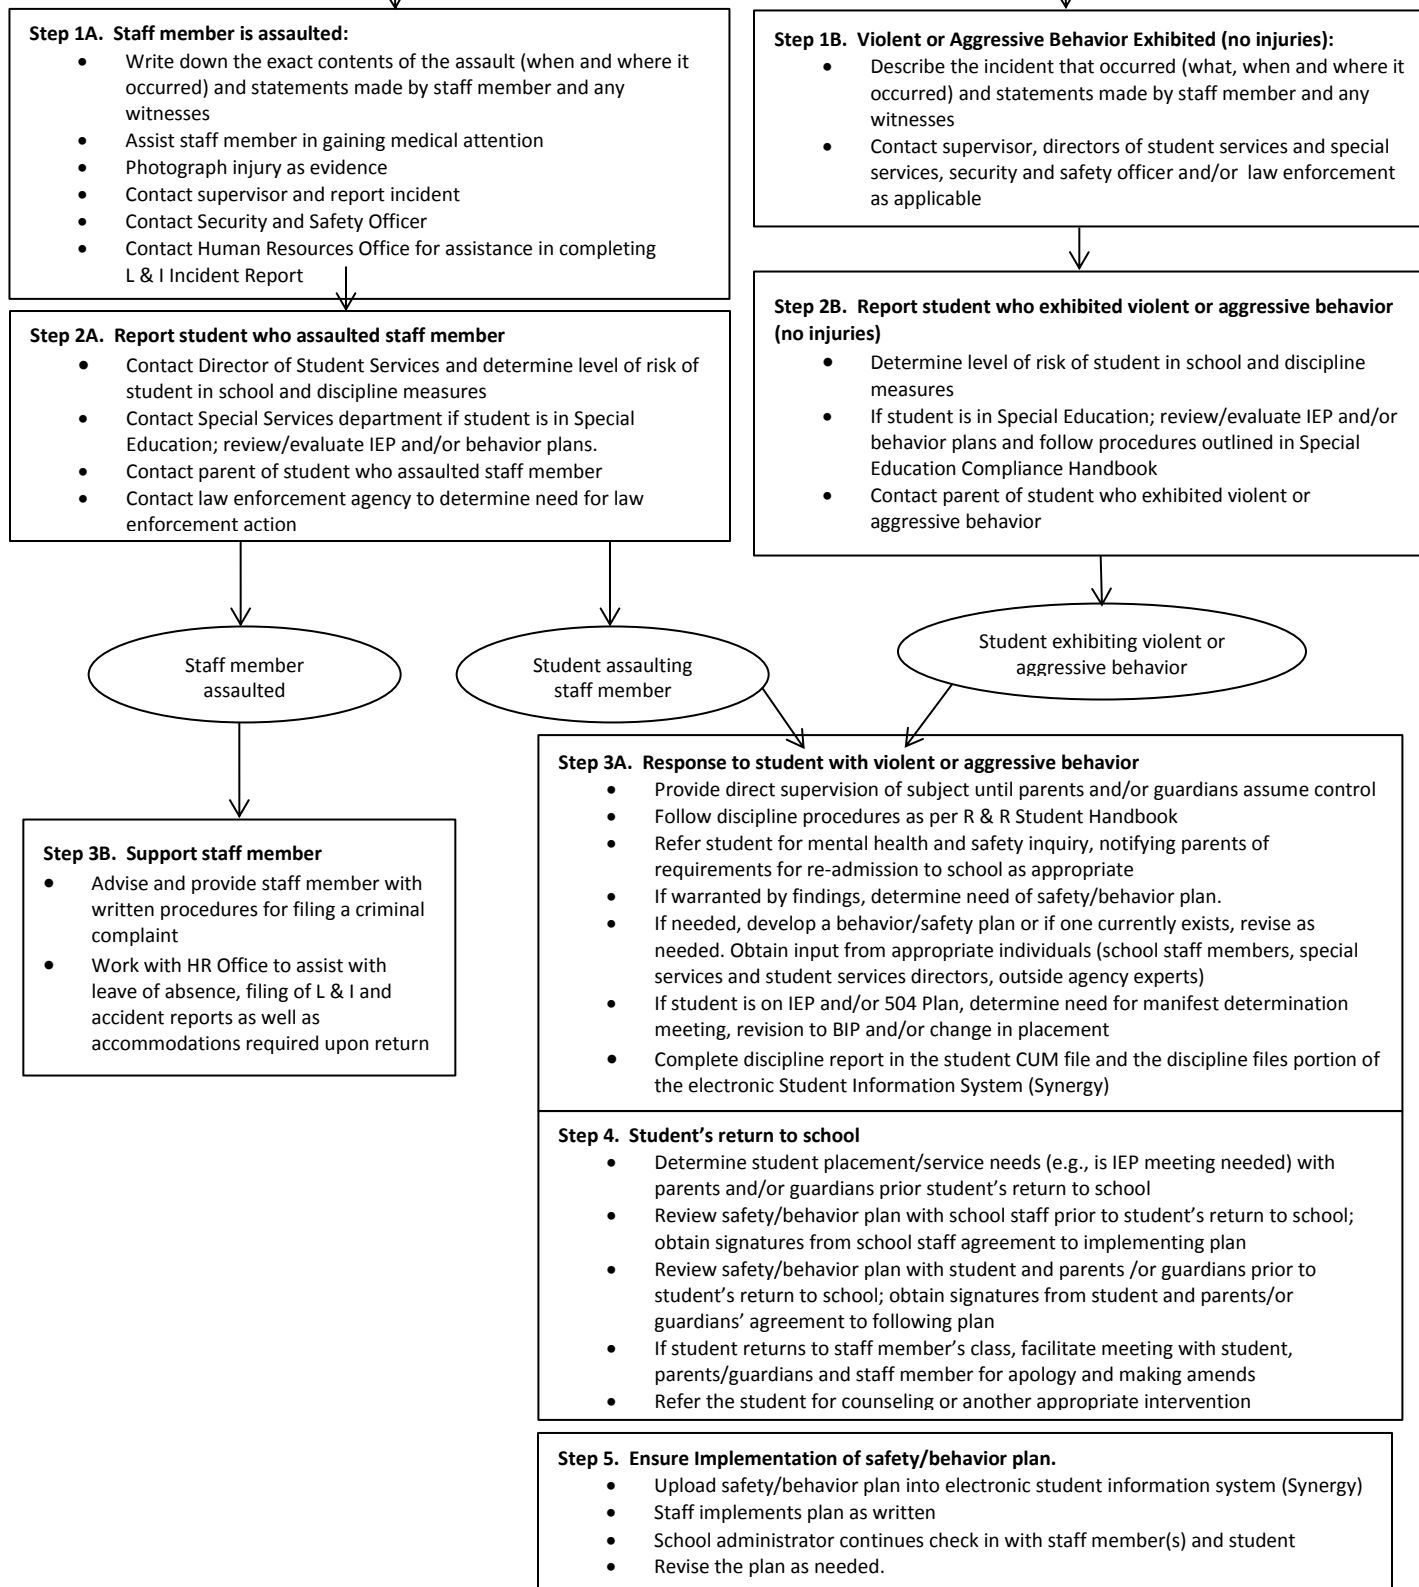 Step 1A.  Staff member is assaulted:
• Write down the exact contents of the assault (when and where it
occurred) and statements made by staff member and any
witnesses
• Assist staff member in gaining medical attention
• Photograph injury as evidence
• Contact supervisor and report incident
• Contact Security and Safety Officer
• Contact Human Resources Office for assistance in completing
L & I Incident Report
Step 1B.  Violent or Aggressive Behavior Exhibited (no injuries):
• Describe the incident that occurred (what, when and where it
occurred) and statements made by staff member and any
witnesses
• Contact supervisor, directors of student services and special
services, security and safety officer and/or  law enforcement
as applicable
Step 2A.  Report student who assaulted staff member
• Contact Director of Student Services and determine level of risk of
student in school and discipline measures
• Contact Special Services department if student is in Special
Education; review/evaluate IEP and/or behavior plans.
• Contact parent of student who assaulted staff member
• Contact law enforcement agency to determine need for law
enforcement action
Step 2B.  Report student who exhibited violent or aggressive behavior
(no injuries)
• Determine level of risk of student in school and discipline
measures
• If student is in Special Education; review/evaluate IEP and/or
behavior plans and follow procedures outlined in Special
Education Compliance Handbook
• Contact parent of student who exhibited violent or
aggressive behavior
Staff member
assaulted
Student assaulting
staff member
Student exhibiting violent or
aggressive behavior
Step 3B.  Support staff member
• Advise and provide staff member with
written procedures for filing a criminal
complaint
• Work with HR Office to assist with
leave of absence, filing of L & I and
accident reports as well as
accommodations required upon return
Step 3A.  Response to student with violent or aggressive behavior
• Provide direct supervision of subject until parents and/or guardians assume control
• Follow discipline procedures as per R & R Student Handbook
• Refer student for mental health and safety inquiry, notifying parents of
requirements for re-admission to school as appropriate
• If warranted by findings, determine need of safety/behavior plan.
• If needed, develop a behavior/safety plan or if one currently exists, revise as
needed. Obtain input from appropriate individuals (school staff members, special
services and student services directors, outside agency experts)
• If student is on IEP and/or 504 Plan, determine need for manifest determination
meeting, revision to BIP and/or change in placement
• Complete discipline report in the student CUM file and the discipline files portion of
the electronic Student Information System (Synergy)
Step 4.  Student’s return to school
• Determine student placement/service needs (e.g., is IEP meeting needed) with
parents and/or guardians prior student’s return to school
• Review safety/behavior plan with school staff prior to student’s return to school;
obtain signatures from school staff agreement to implementing plan
• Review safety/behavior plan with student and parents /or guardians prior to
student’s return to school; obtain signatures from student and parents/or
guardians’ agreement to following plan
• If student returns to staff member’s class, facilitate meeting with student,
parents/guardians and staff member for apology and making amends
• Refer the student for counseling or another appropriate intervention
Step 5.  Ensure Implementation of safety/behavior plan.
• Upload safety/behavior plan into electronic student information system (Synergy)
• Staff implements plan as written
• School administrator continues check in with staff member(s) and student
• Revise the plan as needed.